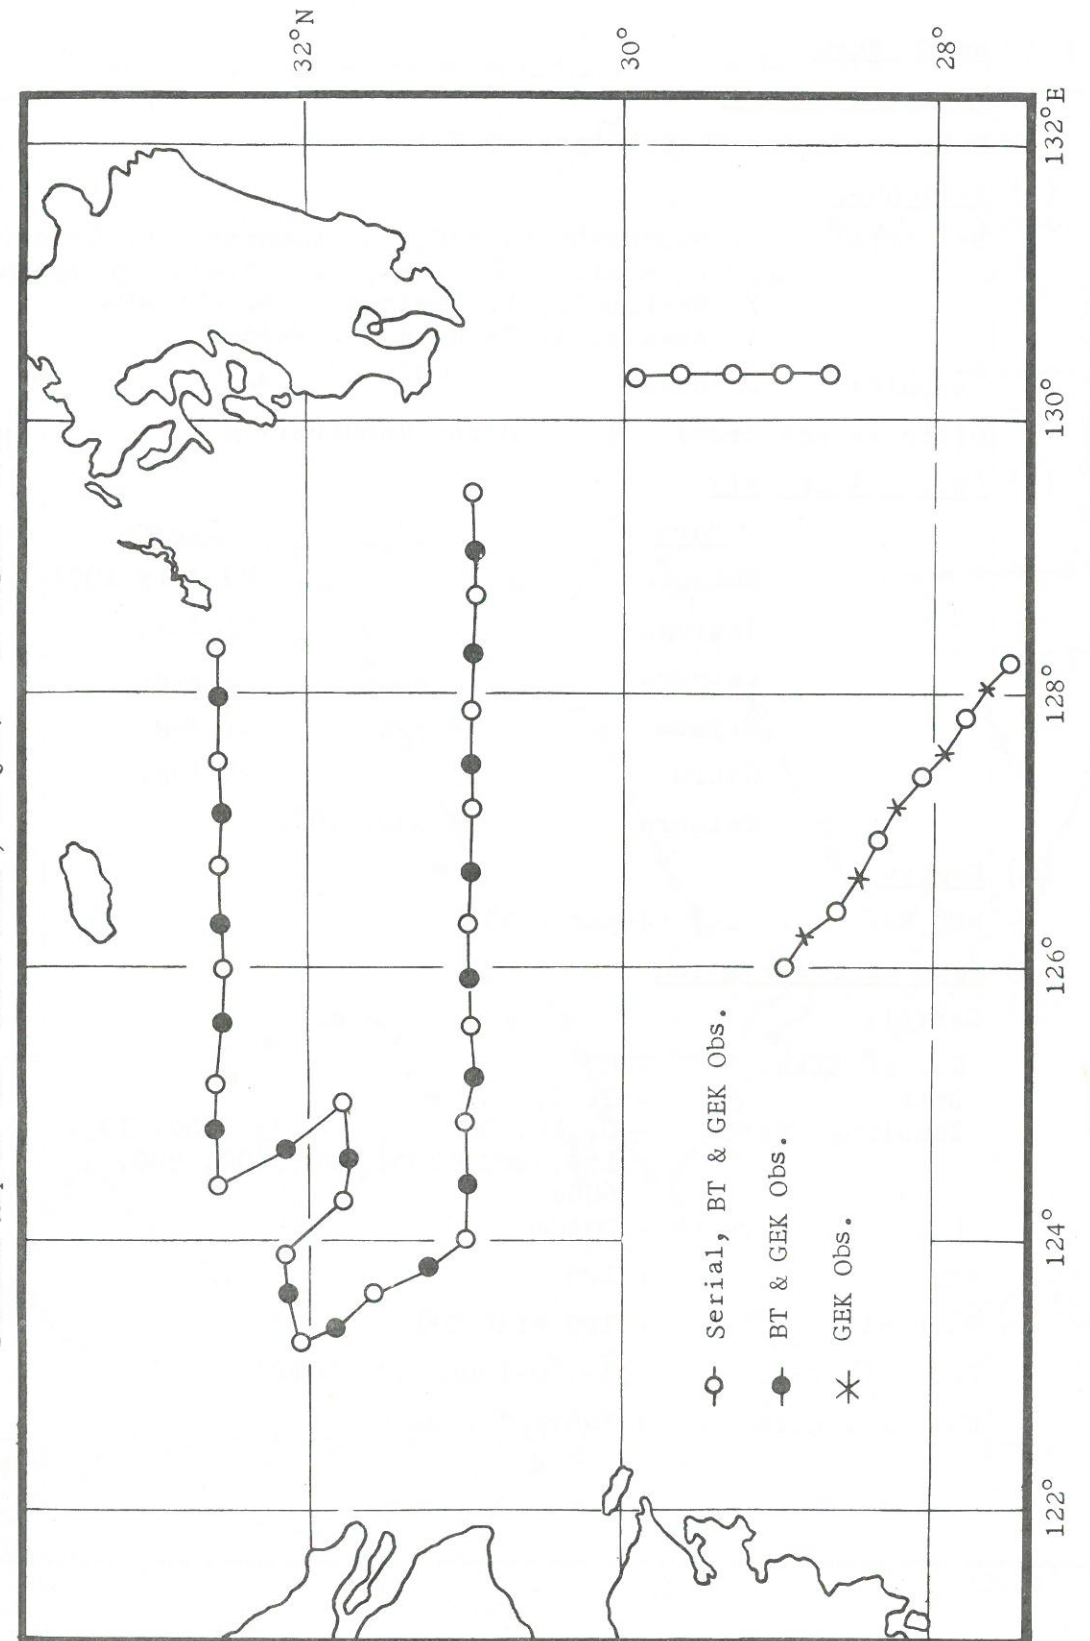 32°N
30°
28°
132°E
130°
128°
126°
124°
122°
Serial, BT & GEK Obs.
BT & GEK Obs.
GEK Obs.